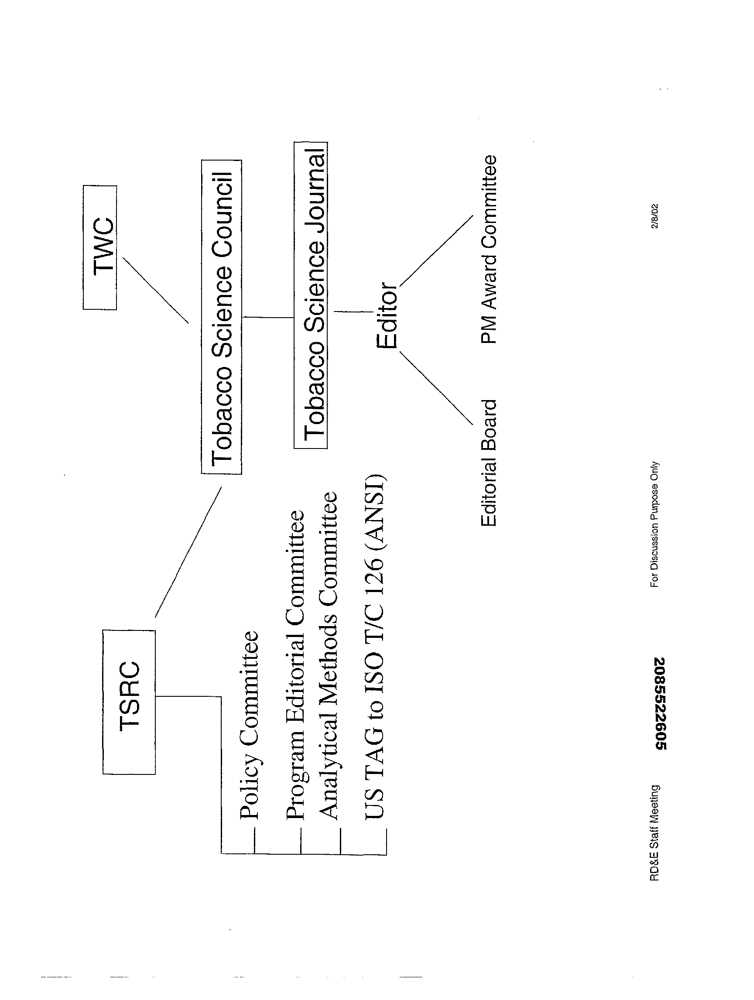 TSRC
TWC
Policy Committee
Program Editorial Committee
Analytical Methods Committee
US TAG to ISO T/C 126 (ANSI)
Tobacco Science Council
Tobacco Science Journal
Editor
Editorial Board
PM Award Committee
RD&E Staff Meeting
2085522605
For Discussion Purpose Only
2/8/02